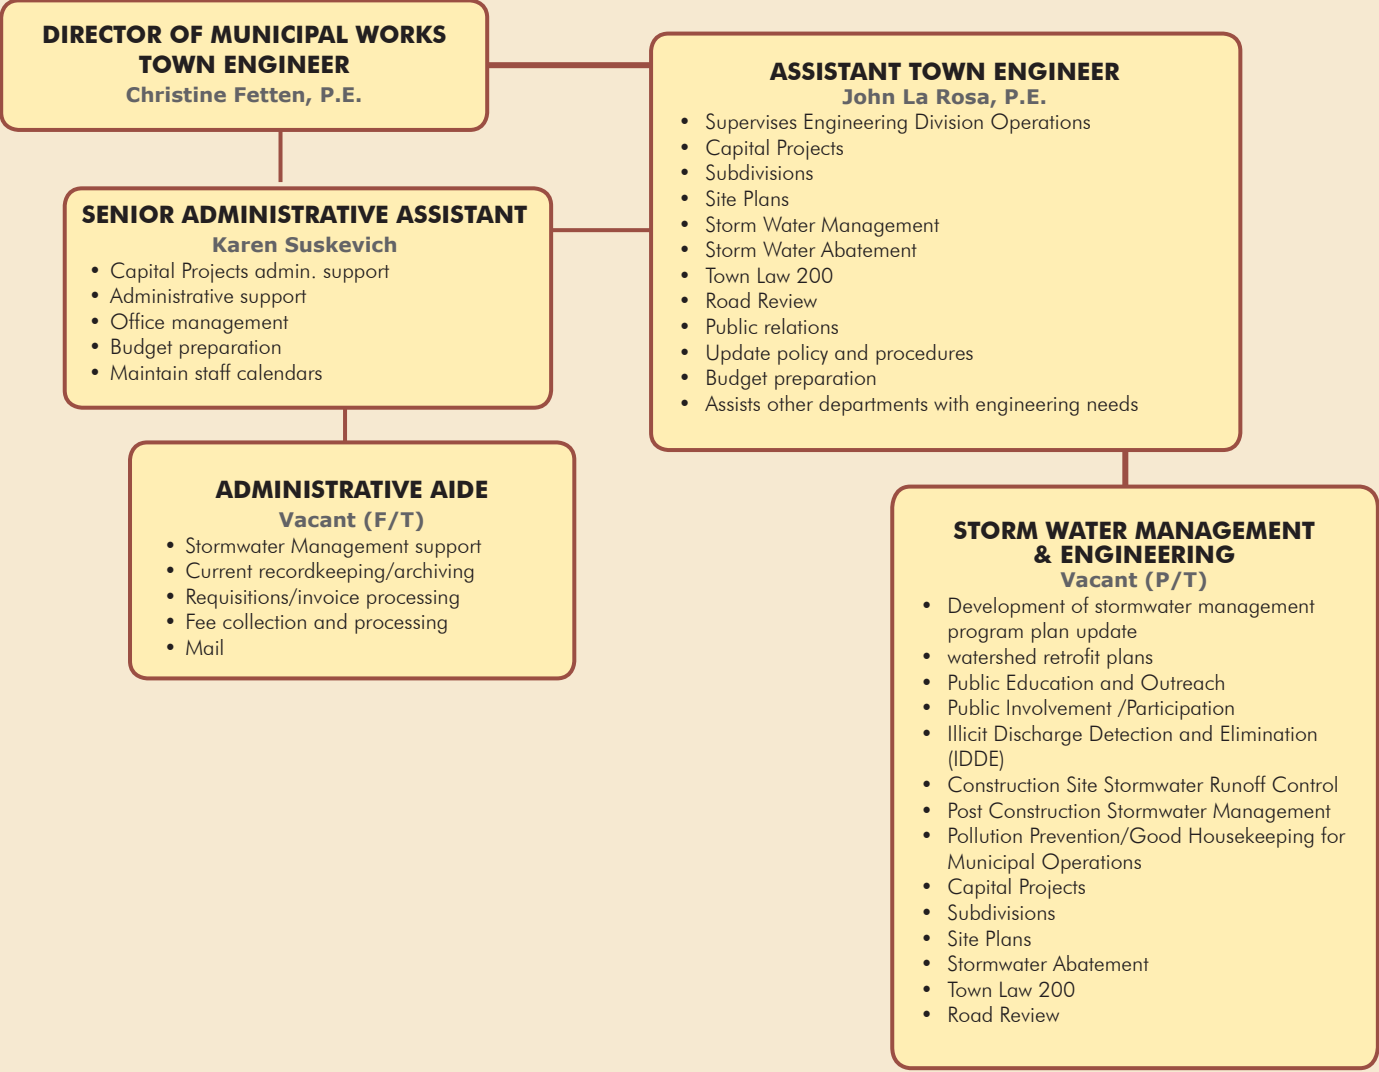 DIRECTOR OF MUNICIPAL WORKS
TOWN ENGINEER
Christine Fetten, P.E.
ASSISTANT TOWN ENGINEER
John La Rosa, P.E.
• Supervises Engineering Division Operations
• Capital Projects
• Subdivisions
• Site Plans
• Storm Water Management
• Storm Water Abatement
• Town Law 200
• Road Review
• Public relations
• Update policy and procedures
• Budget preparation
• Assists other departments with engineering needs
SENIOR ADMINISTRATIVE ASSISTANT
Karen Suskevich
• Capital Projects admin. support
• Administrative support
• Office management
• Budget preparation
• Maintain staff calendars
ADMINISTRATIVE AIDE
Vacant (F/T)
• Stormwater Management support
• Current recordkeeping/archiving
• Requisitions/invoice processing
• Fee collection and processing
• Mail
STORM WATER MANAGEMENT
& ENGINEERING
Vacant (P/T)
• Development of stormwater management
program plan update
• watershed retrofit plans
• Public Education and Outreach
• Public Involvement /Participation
• Illicit Discharge Detection and Elimination
(IDDE)
• Construction Site Stormwater Runoff Control
• Post Construction Stormwater Management
• Pollution Prevention/Good Housekeeping for
Municipal Operations
• Capital Projects
• Subdivisions
• Site Plans
• Stormwater Abatement
• Town Law 200
• Road Review